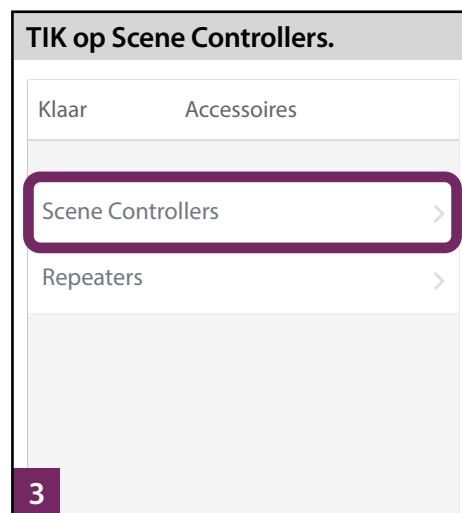 TIK op Scene Controllers.
Klaar Accessoires
Scene Controllers
Repeaters
3